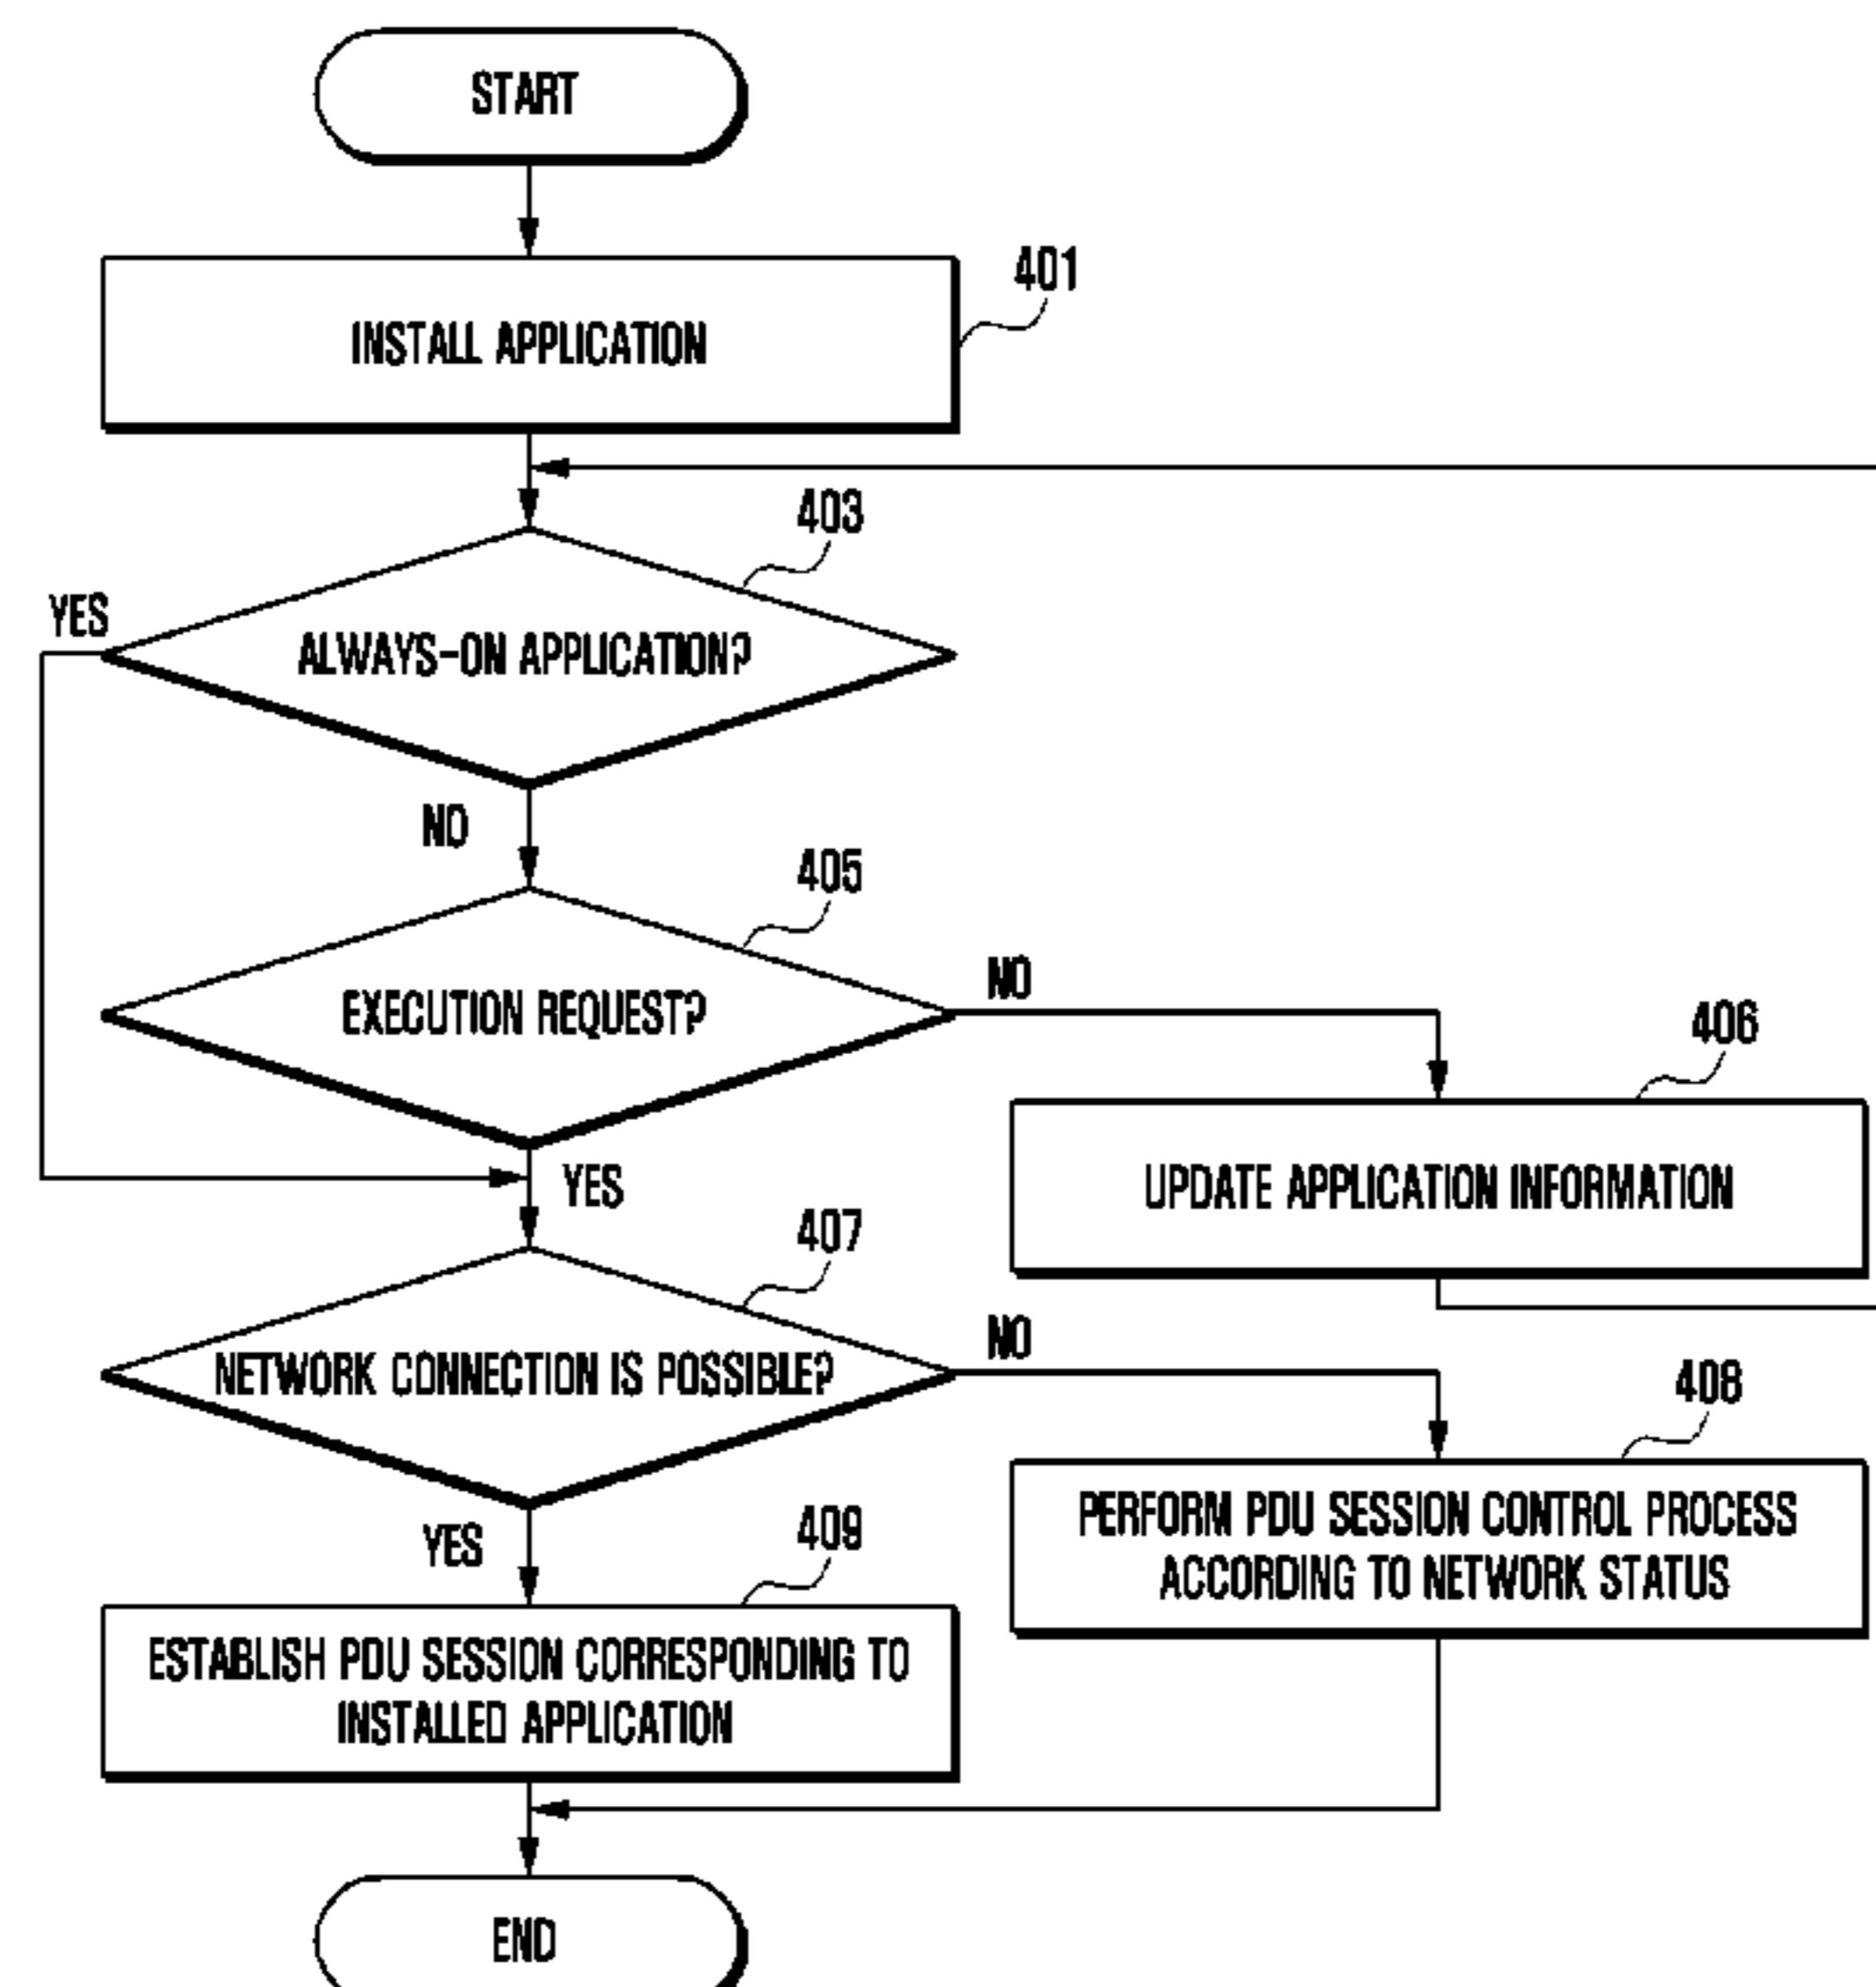 START
INSTALL APPLICATION
401
403
YES
ALWAYS-ON APPLICATION?
NO
405
EXECUTION REQUEST?
NO
406
UPDATE APPLICATION INFORMATION
YES
407
NETWORK CONNECTION IS POSSIBLE?
NO
408
PERFORM PDU SESSION CONTROL PROCESS
ACCORDING TO NETWORK STATUS
YES
409
ESTABLISH PDU SESSION CORRESPONDING TO
INSTALLED APPLICATION
END